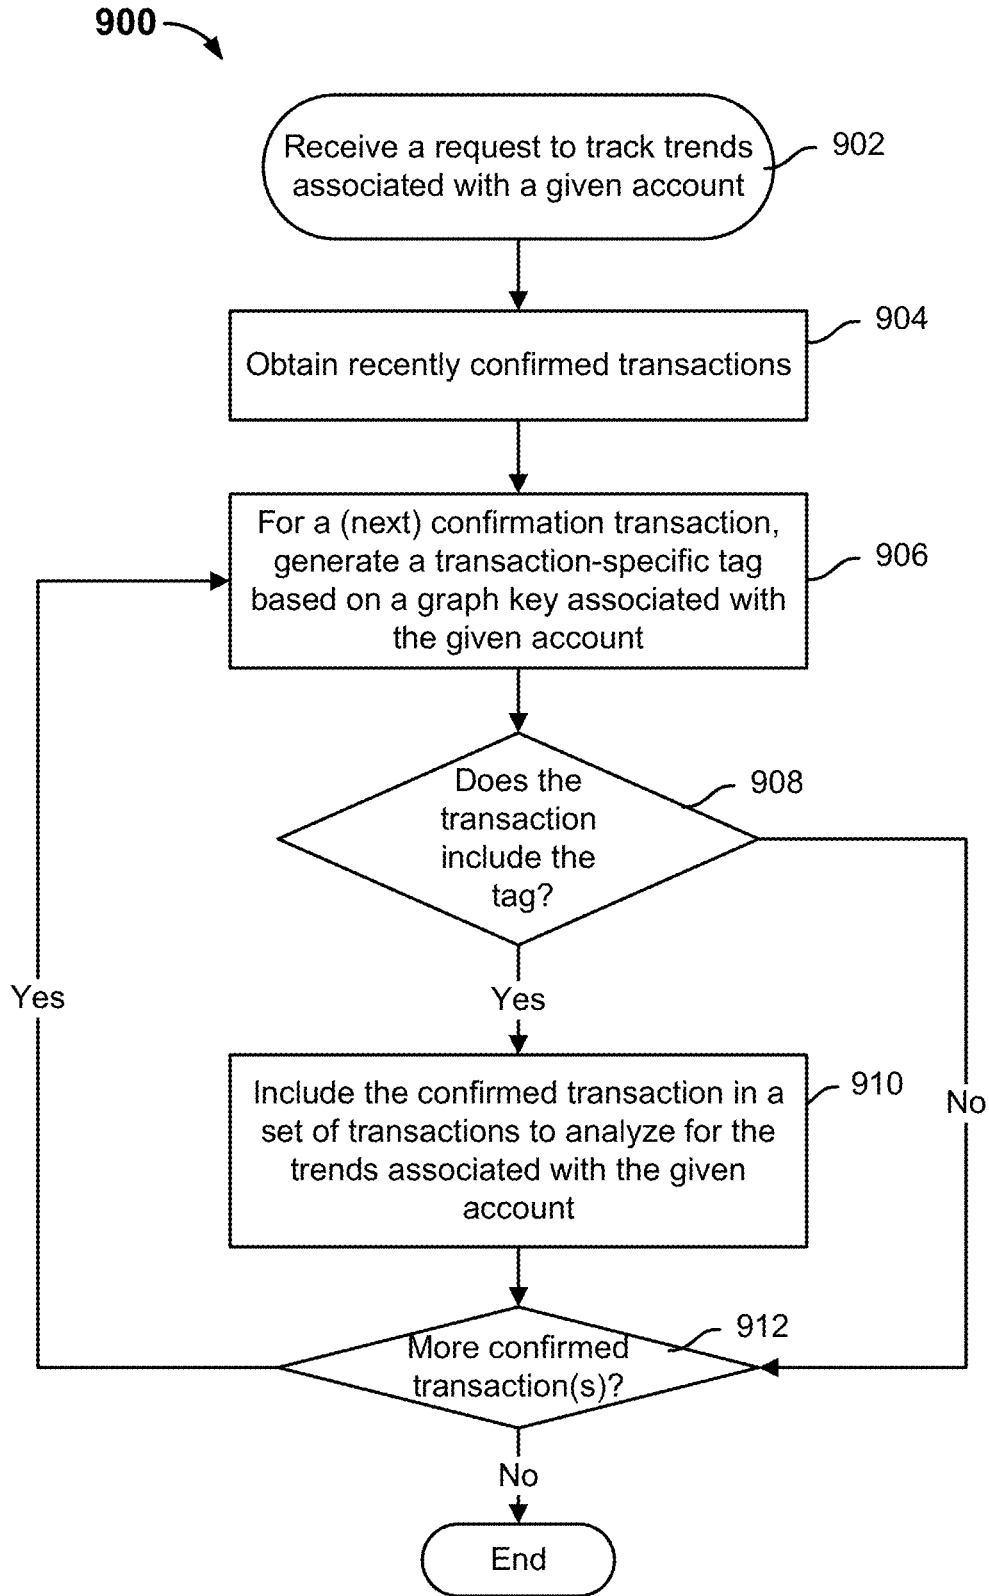 900
Receive a request to track trends
associated with a given account
902
904
Obtain recently confirmed transactions
For a (next) confirmation transaction,
generate a transaction-specific tag
based on a graph key associated with
the given account
906
Does the
transaction
include the
tag?
908
Yes
Yes
Include the confirmed transaction in a
set of transactions to analyze for the
trends associated with the given
account
910
No
More confirmed
transaction(s)?
912
No
End